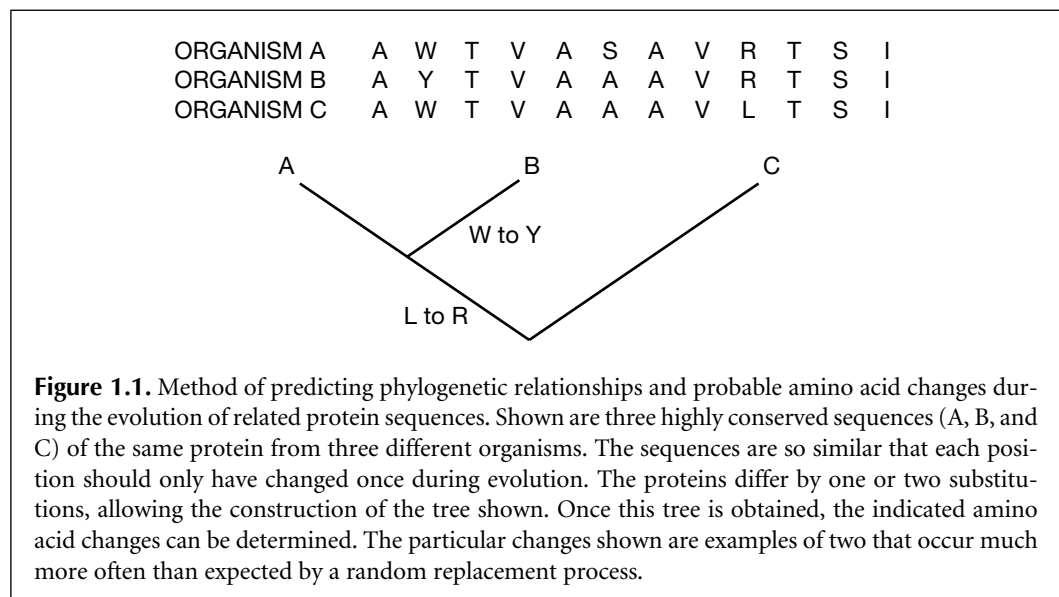 ORGANISM A A W T V A S A V R T S I
ORGANISM B A Y T V A A A V R T S I
ORGANISM C A W T V A A A V L T S I
A B C
W to Y
L to R
Figure 1.1. Method of predicting phylogenetic relationships and probable amino acid changes dur-
ing the evolution of related protein sequences. Shown are three highly conserved sequences (A, B, and
C) of the same protein from three different organisms. The sequences are so similar that each posi-
tion should only have changed once during evolution. The proteins differ by one or two substitu-
tions, allowing the construction of the tree shown. Once this tree is obtained, the indicated amino
acid changes can be determined. The particular changes shown are examples of two that occur much
more often than expected by a random replacement process.